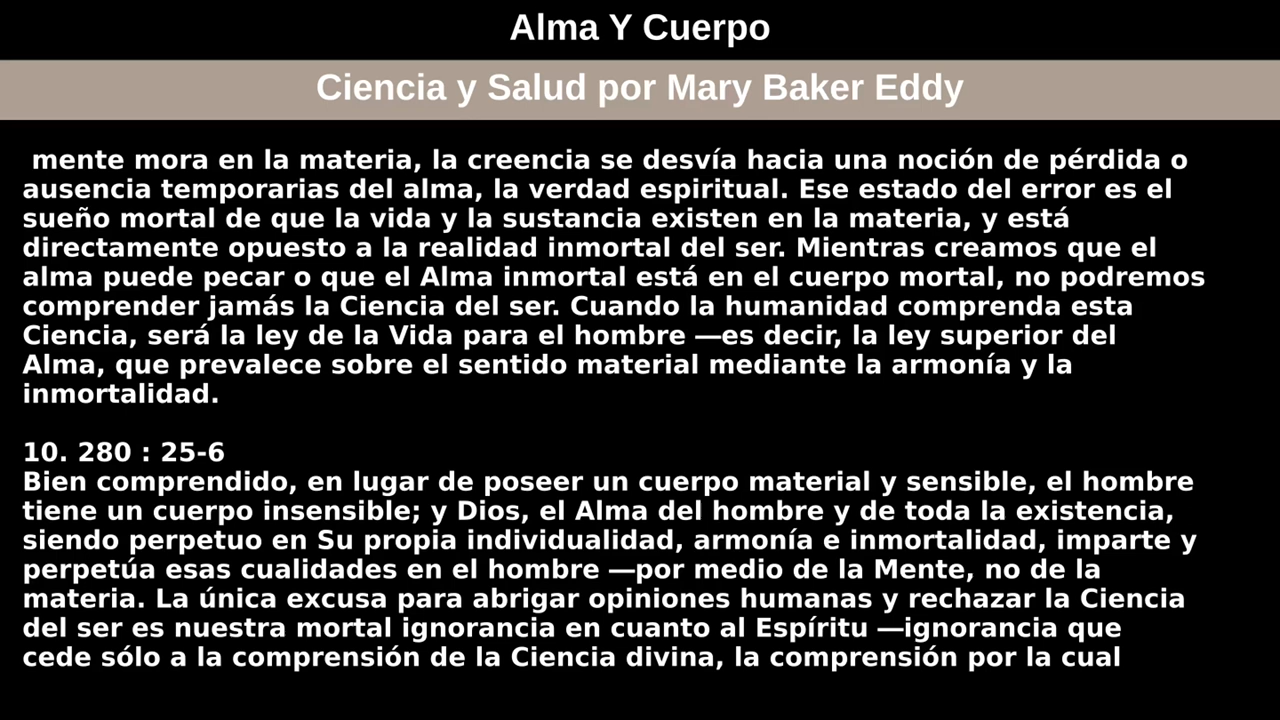 Alma Y Cuerpo
Ciencia y Salud por Mary Baker Eddy
mente mora en la materia, la creencia se desvía hacia una noción de pérdida o
ausencia temporarias del alma, la verdad espiritual. Ese estado del error es el
sueño mortal de que la vida y la sustancia existen en la materia, y está
directamente opuesto a la realidad inmortal del ser. Mientras creamos que el
alma puede pecar o que el Alma inmortal está en el cuerpo mortal, no podremos
comprender jamás la Ciencia del ser. Cuando la humanidad comprenda esta
Ciencia, será la ley de la Vida para el hombre —es decir, la ley superior del
Alma, que prevalece sobre el sentido material mediante la armonía y la
inmortalidad.
10. 280 : 25-6
Bien comprendido, en lugar de poseer un cuerpo material y sensible, el hombre
tiene un cuerpo insensible; y Dios, el Alma del hombre y de toda la existencia,
siendo perpetuo en Su propia individualidad, armonía e inmortalidad, imparte y
perpetúa esas cualidades en el hombre —por medio de la Mente, no de la
materia. La única excusa para abrigar opiniones humanas y rechazar la Ciencia
del ser es nuestra mortal ignorancia en cuanto al Espíritu —ignorancia que
cede sólo a la comprensión de la Ciencia divina, la comprensión por la cual